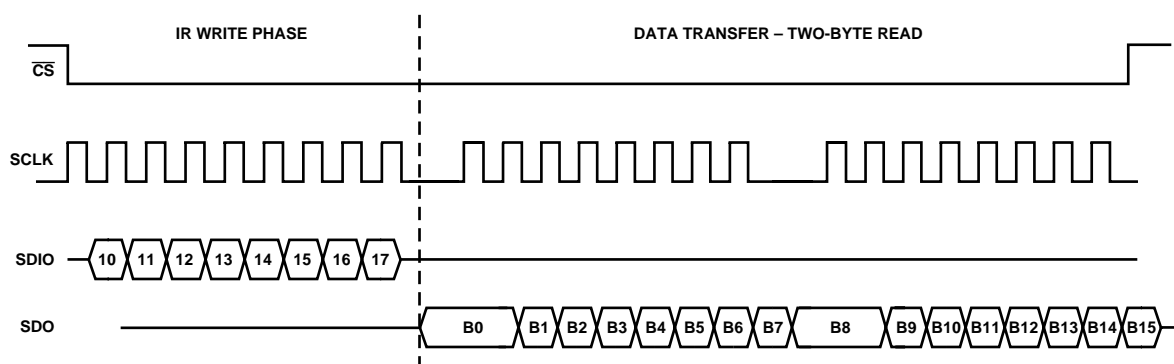 IR WRITE PHASE DATA TRANSFER – TWO-BYTE READ
CS
SCLK
SDIO 10 11 12 13 14 15 16 17
SDO B0 B1 B2 B3 B4 B5 B6 B7 B8 B9 B10 B11 B12 B13 B14 B15